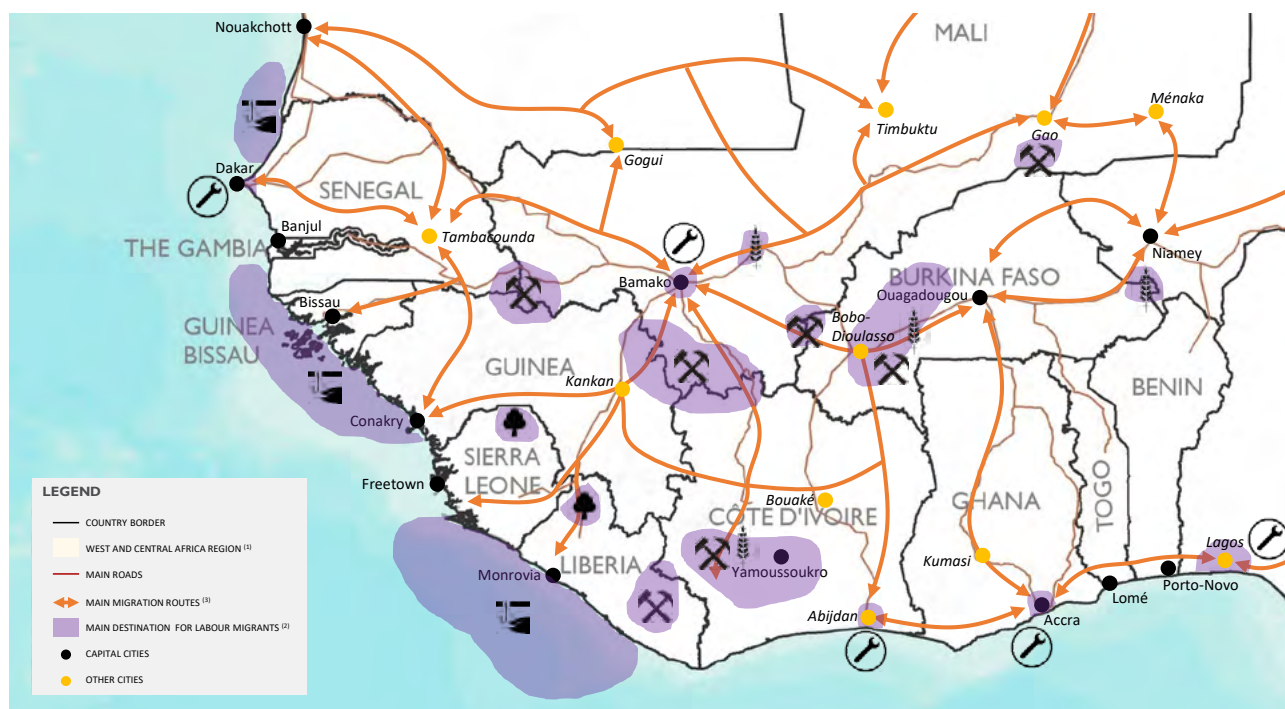 Nouakchott
MALI
Timbuktu
Gao
Ménaka
Gogui
Dakar
SENEGAL
Banjul
Tambacounda
THE GAMBIA
Niamey
Bamako
BURKINA FASO
Ouagadougou
Bissau
GUINEA
BISSAU
Bobo-
Dioulasso
GUINEA
Kankan
BENIN
Conakry
SIERRA
LEONE
Freetown
Bouaké
CÔTE D'IVOIRE
GHANA
TOGO
Lagos
Kumasi
Yamoussoukro
Monrovia
LIBERIA
Porto-Novo
Lomé
Abijdan
Accra
LEGEND
COUNTRY BORDER
WEST AND CENTRAL AFRICA REGION (1)
MAIN ROADS
MAIN MIGRATION ROUTES (3)
MAIN DESTINATION FOR LABOUR MIGRANTS (2)
CAPITAL CITIES
OTHER CITIES